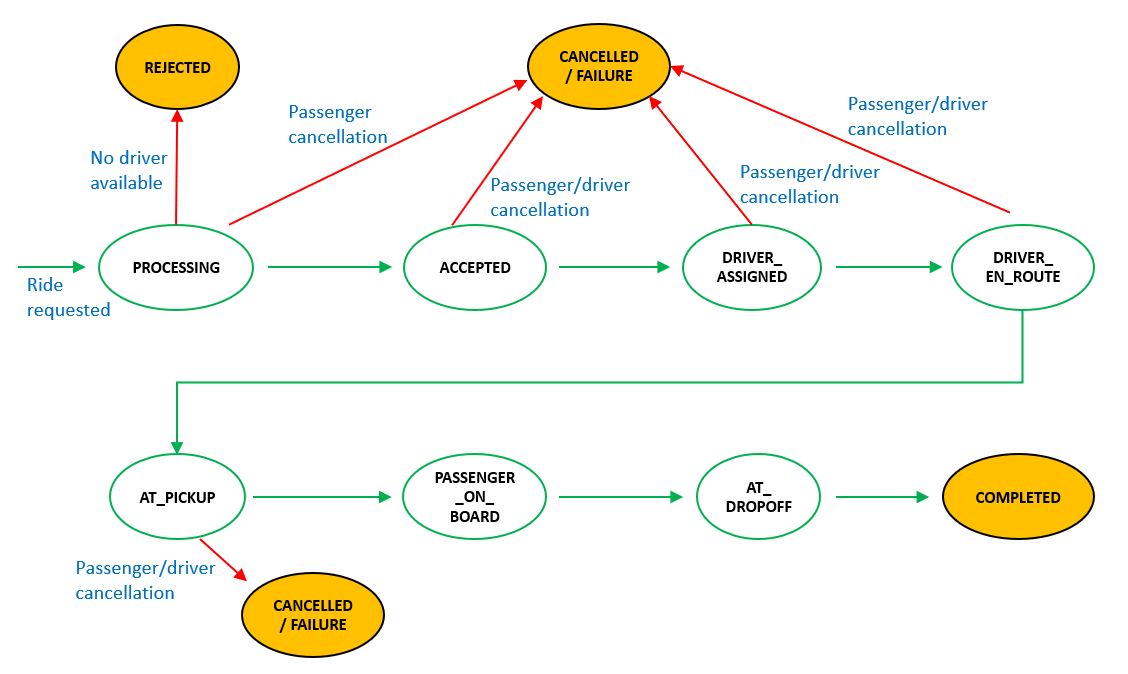 REJECTED
CANCELLED
/ FAILURE
Passenger
cancellation
Passenger/driver
cancellation
No driver
available
Passenger/driver
cancellation
Passenger/driver
cancellation
Ride
requested
PROCESSING
ACCEPTED
DRIVER_
ASSIGNED
DRIVER_
EN_ROUTE
AT_PICKUP
PASSENGER
_ON_
BOARD
AT_
DROPOFF
COMPLETED
Passenger/driver
cancellation
CANCELLED
/ FAILURE